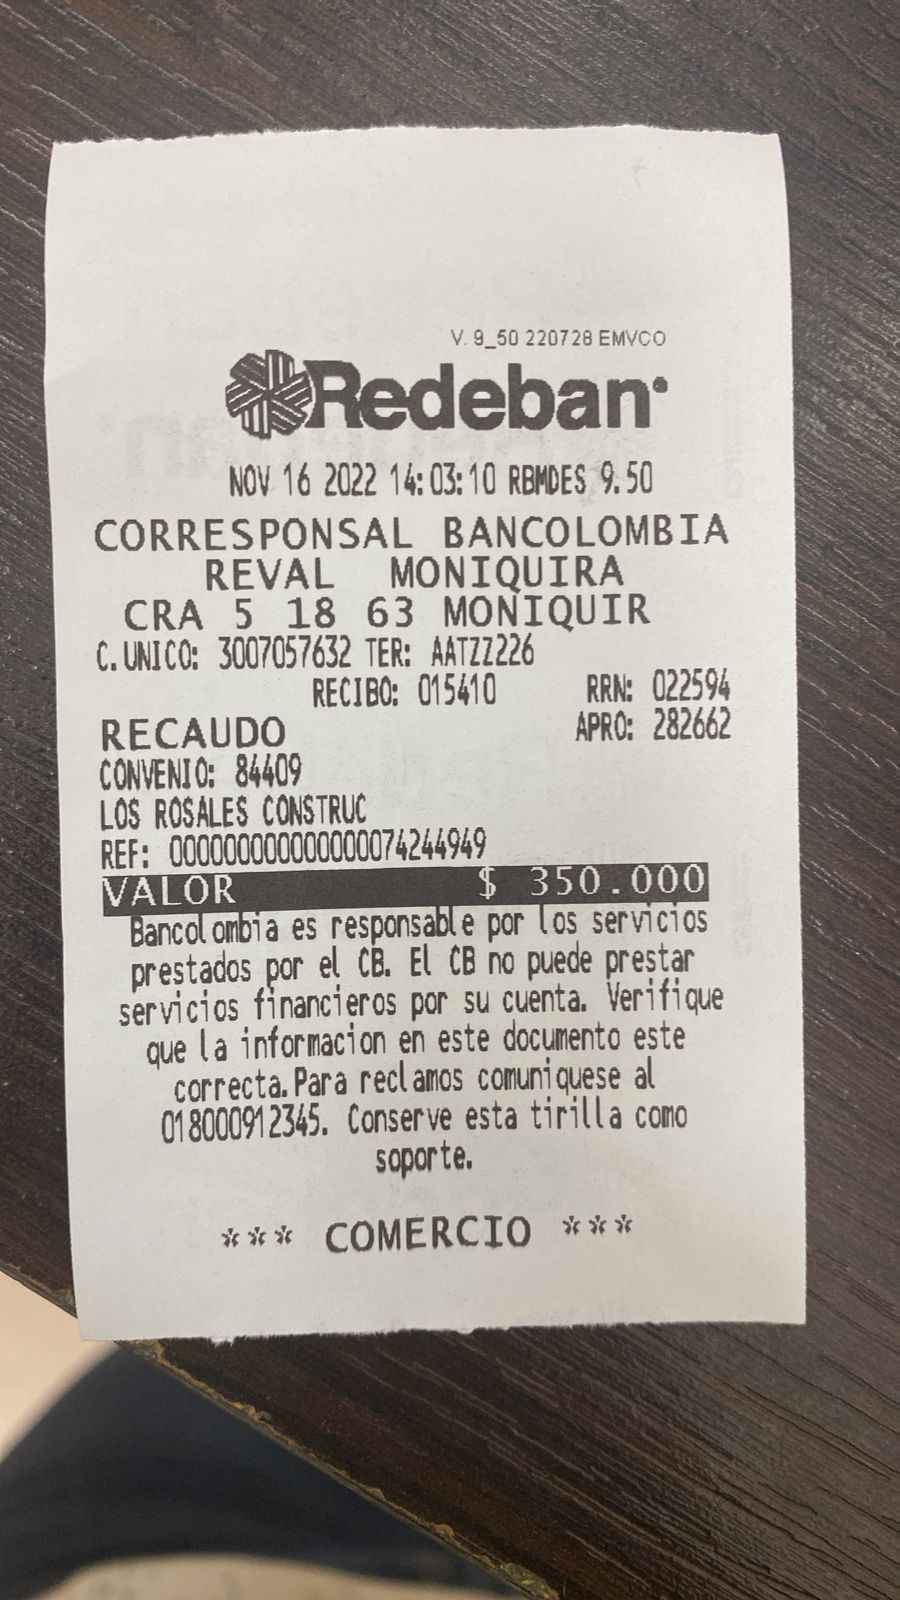 V. 9_50 220728 EMVCO
Redeban
NOV 16 2022 14:03:10 RBMDES 9.50
CORRESPONSAL BANCOLOMBIA
REVAL MONIQUIRA
CRA 5 18 63 MONIQUIR
C.UNICO: 3007057632 TER: AATZZ226
RECIBO: 015410 RRN: 022594
RECAUDO APRO: 282662
CONVENIO: 84409
LOS ROSALES CONSTRUC
REF: 000000000000000074244949
VALOR $ 350.000
Bancolombia es responsable por los servicios
prestados por el CB. El CB no puede prestar
servicios financieros por su cuenta. Verifique
que la informacion en este documento este
correcta.Para reclamos comuniquese al
018000912345. Conserve esta tirilla como
soporte.
*** COMERCIO ***